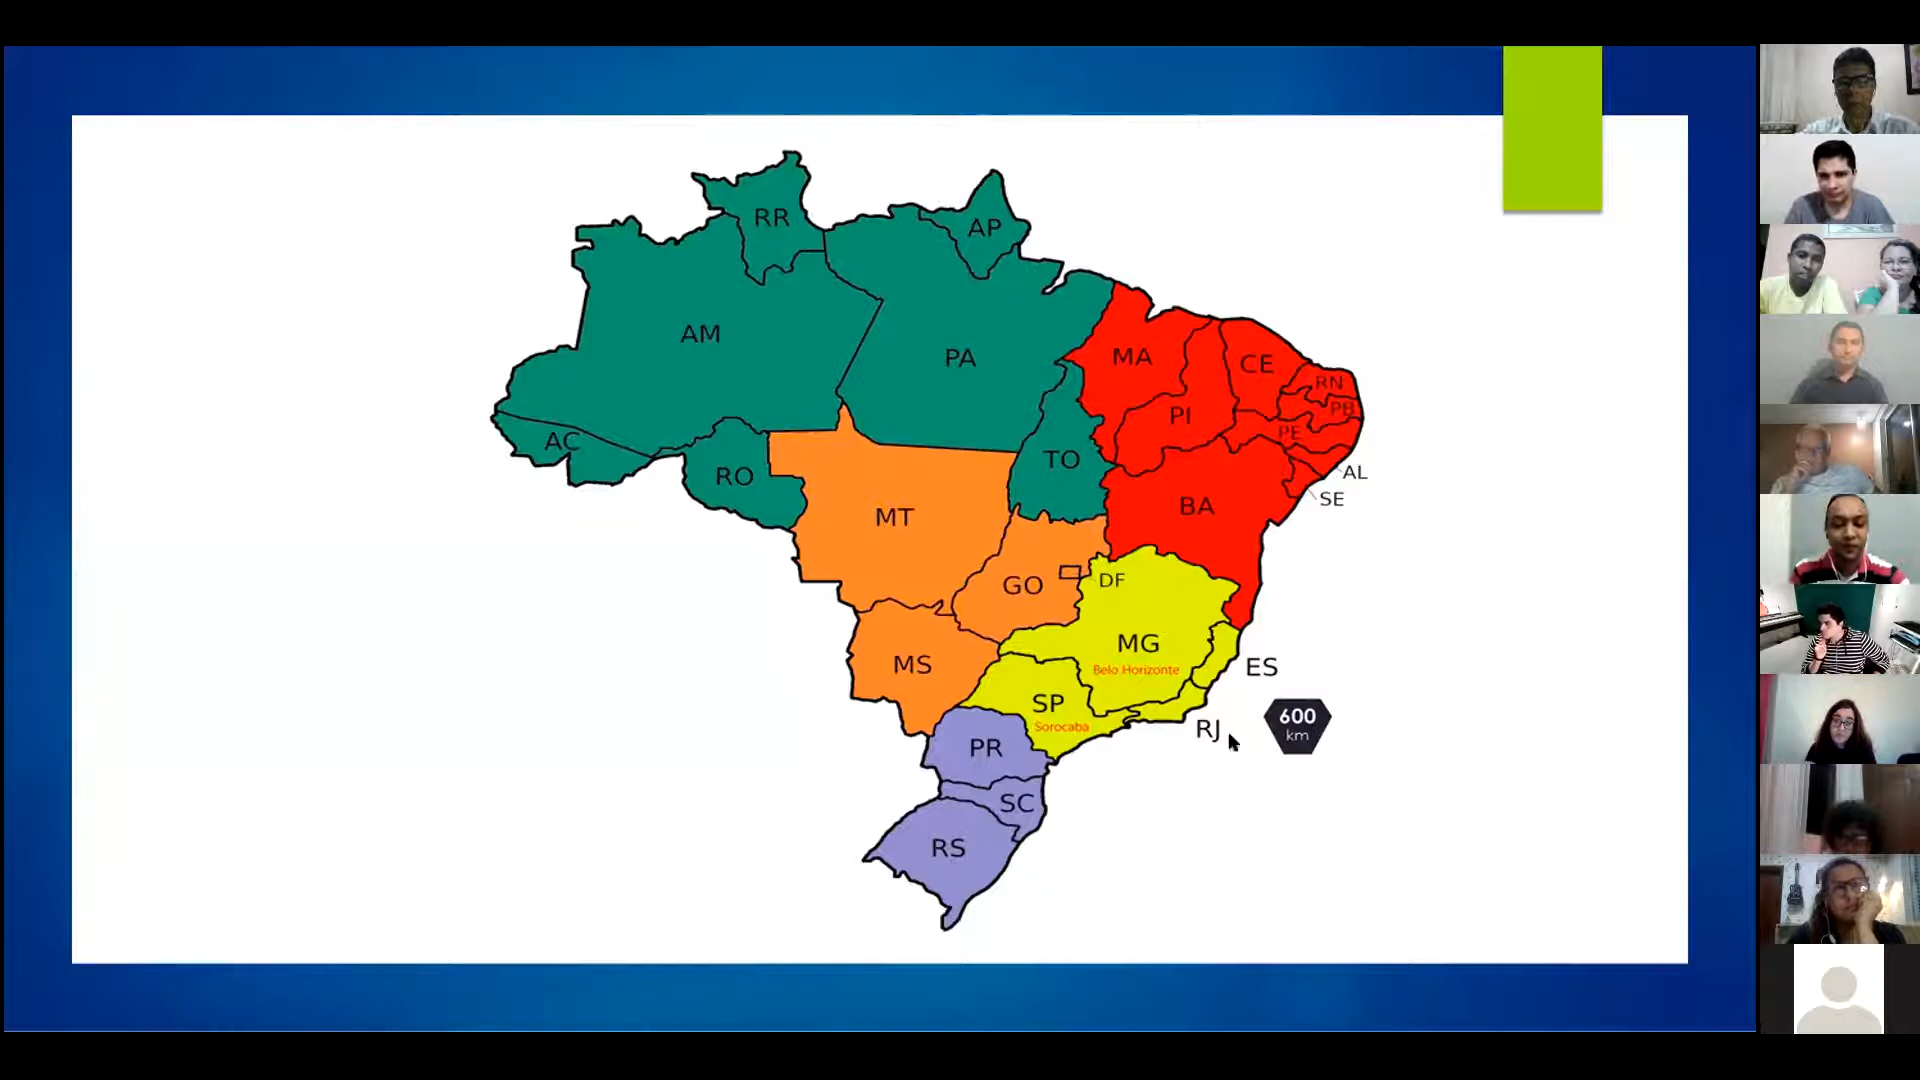 RR
AP
AM
PA
MA
CE
RN
PB
PI
PE
AC
TO
AL
RO
SE
BA
MT
GO
DF
MG
Belo Horizonte
MS
ES
SP
Sorocaba
RJ
600
km
PR
SC
RS